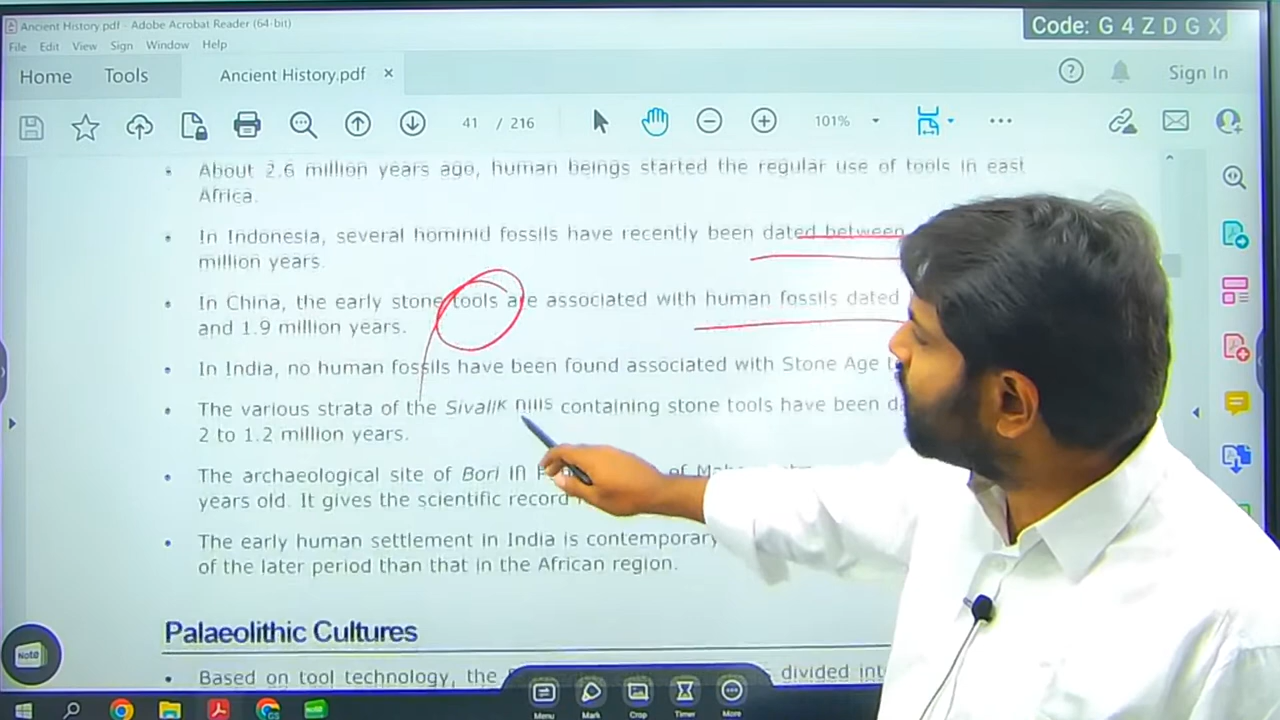 Ancient History.pdf - Adobe Acrobat Reader (64-bit)
Code: G 4 Z D G X
File Edit View Sign Window Help
Home Tools Ancient History.pdf × Sign In
41 / 216 101%
About 2.6 million years ago, human beings started the regular use of tools in east
Africa.
In Indonesia, several hominid fossils have recently been dated between
million years.
In China, the early stone tools are associated with human fossils dated
and 1.9 million years.
In India, no human fossils have been found associated with Stone Age
The various strata of the Sivalik hills containing stone tools have been
2 to 1.2 million years.
The archaeological site of Bori in of
years old. It gives the scientific record
The early human settlement in India is contemporary
of the later period than that in the African region.
Palaeolithic Cultures
Based on tool technology, the divided
Note
Menu Mark Crop Timer More